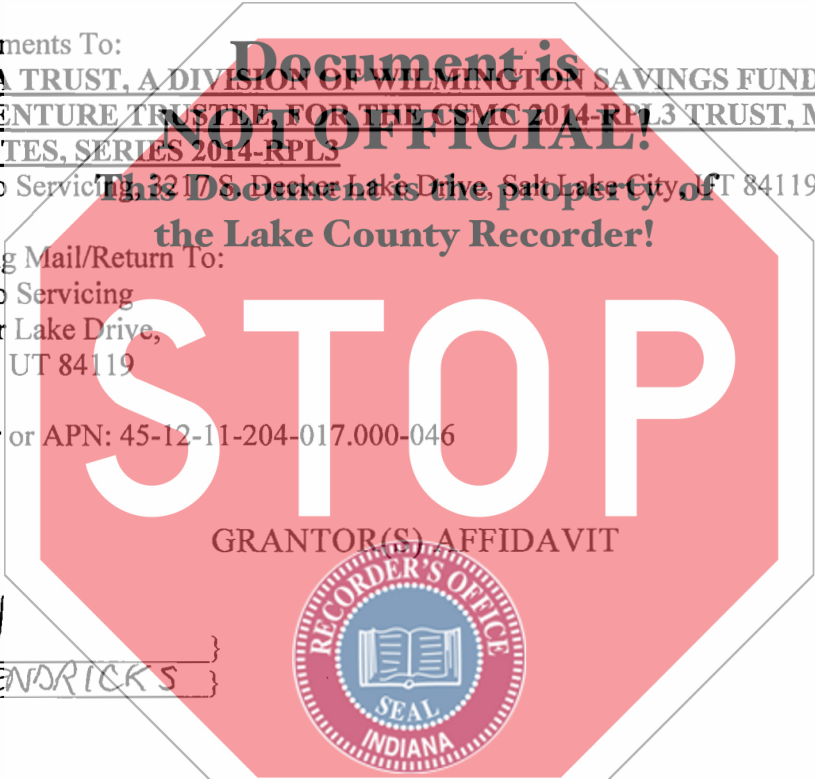 ments To:
Document is
A TRUST, A DIVISION OF WILMINGTON SAVINGS FUND
NOT OFFICIAL!
ENTURE TRUSTEE, FOR THE CSMC 2014-RPL3 TRUST, M
TES, SERIES 2014-RPL3
This Document is the property of
o Servicing, 3217 S. Decker Lake Drive, Salt Lake City, UT 84119
the Lake County Recorder!
g Mail/Return To:
o Servicing
r Lake Drive,
UT 84119
STOP
or APN: 45-12-11-204-017.000-046
GRANTOR(S) AFFIDAVIT
RECORDER'S OFFICE
SEAL
INDIANA
}
ENDRICKS }